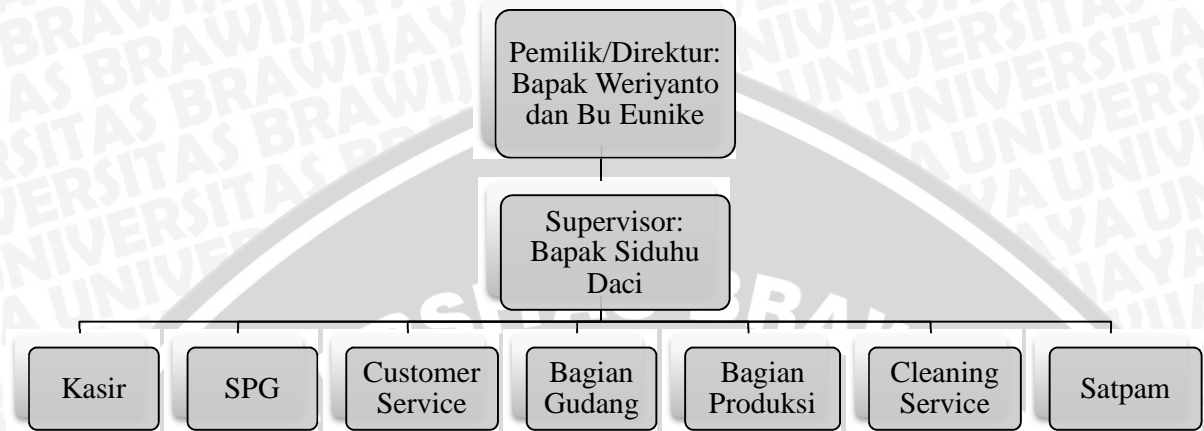 Pemilik/Direktur:
Bapak Weriyanto
dan Bu Eunike
Supervisor:
Bapak Siduhu
Daci
Kasir
SPG
Customer
Service
Bagian
Gudang
Bagian
Produksi
Cleaning
Service
Satpam